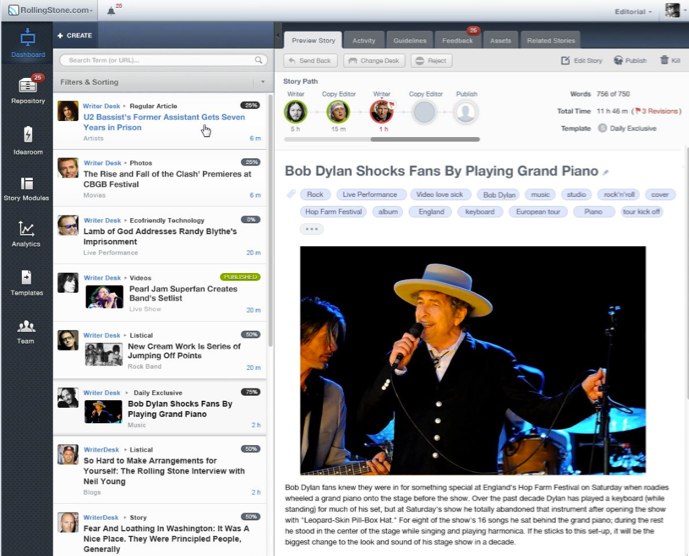 RollingStone.com
25
Editorial
Dashboard
25
Repository
Idearoom
Story Modules
Analytics
Templates
Team
+ CREATE
Search Term (or URL)...
Filters & Sorting
Writer Desk • Regular Article
25%
U2 Bassist's Former Assistant Gets Seven
Years in Prison
Artists
6 m
Writer Desk • Photos
25%
The Rise and Fall of the Clash' Premieres at
CBGB Festival
Movies
6 m
Writer Desk • Ecofriendly Technology
0%
Lamb of God Addresses Randy Blythe's
Imprisonment
Live Performance
20 m
Writer Desk • Videos
PUBLISHED
Pearl Jam Superfan Creates
Band's Setlist
Live Show
20 m
Writer Desk • Listical
50%
New Cream Work Is Series of
Jumping Off Points
Rock Band
20 m
Writer Desk • Daily Exclusive
75%
Bob Dylan Shocks Fans By
Playing Grand Piano
Music
2 h
WriterDesk • Listical
50%
So Hard to Make Arrangements for
Yourself: The Rolling Stone Interview with
Neil Young
Blogs
2 h
WriterDesk • Story
50%
Fear And Loathing In Washington: It Was A
Nice Place. They Were Principled People,
Generally
Preview Story
Activity
Guidelines
Feedback
25
Assets
Related Stories
Send Back
Change Desk
Reject
Edit Story
Publish
Kill
Story Path
Writer
Copy Editor
Writer
Copy Editor
Publish
5 h
15 m
1 h
Words 756 of 750
Total Time 11 h 46 m ( 3 Revisions )
Template Daily Exclusive
Bob Dylan Shocks Fans By Playing Grand Piano
Rock
Live Performance
Video love sick
Bob Dylan
music
studio
rock'n'roll
cover
Hop Farm Festival
album
England
keyboard
European tour
Piano
tour kick off
Bob Dylan fans knew they were in for something special at England's Hop Farm Festival on Saturday when roadies
wheeled a grand piano onto the stage before the show. Over the past decade Dylan has played a keyboard (while
standing) for much of his set, but at Saturday's show he totally abandoned that instrument after opening the show
with "Leopard-Skin Pill-Box Hat." For eight of the show's 16 songs he sat behind the grand piano; during the rest
he stood in the center of the stage while singing and playing harmonica. If he sticks to this set-up, it will be the
biggest change to the look and sound of his stage show in a decade.